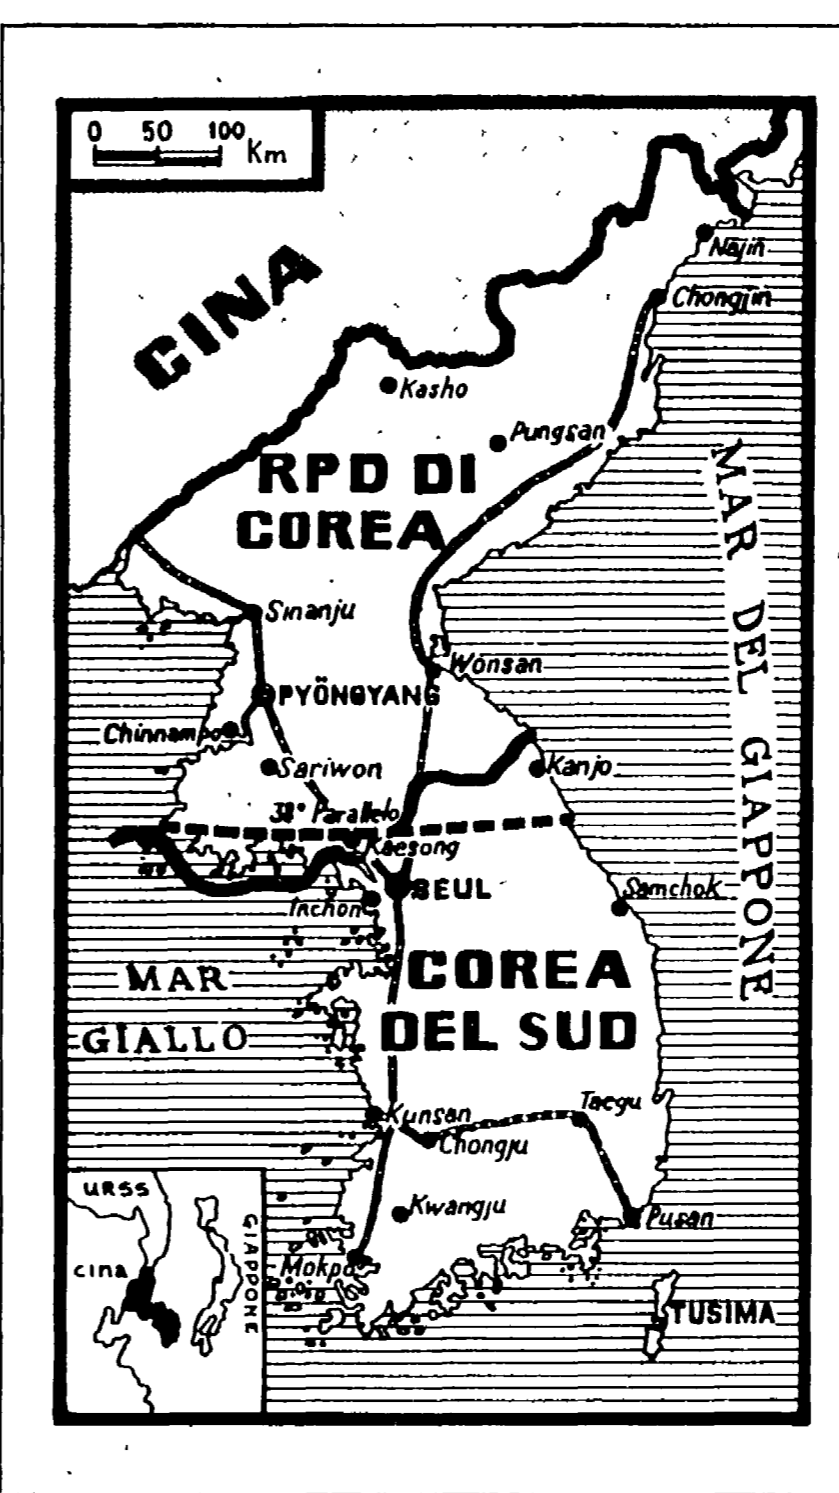 0 50 100 Km
CINA
Najin
Chongjin
Kasho
Pungsan
RPD DI
COREA
MAR DEL GIAPPONE
Sinanju
Wonsan
PYÖNGYANG
Chinnampo
Sariwon
Kanjo
38° Parallelo
Kaesong
SEUL
Inchon
Samchok
MAR
GIALLO
COREA
DEL SUD
Kunsan
Taegu
Chongju
Kwangju
Pusan
Mokpo
TUSIMA
URSS
cina
GIAPPONE